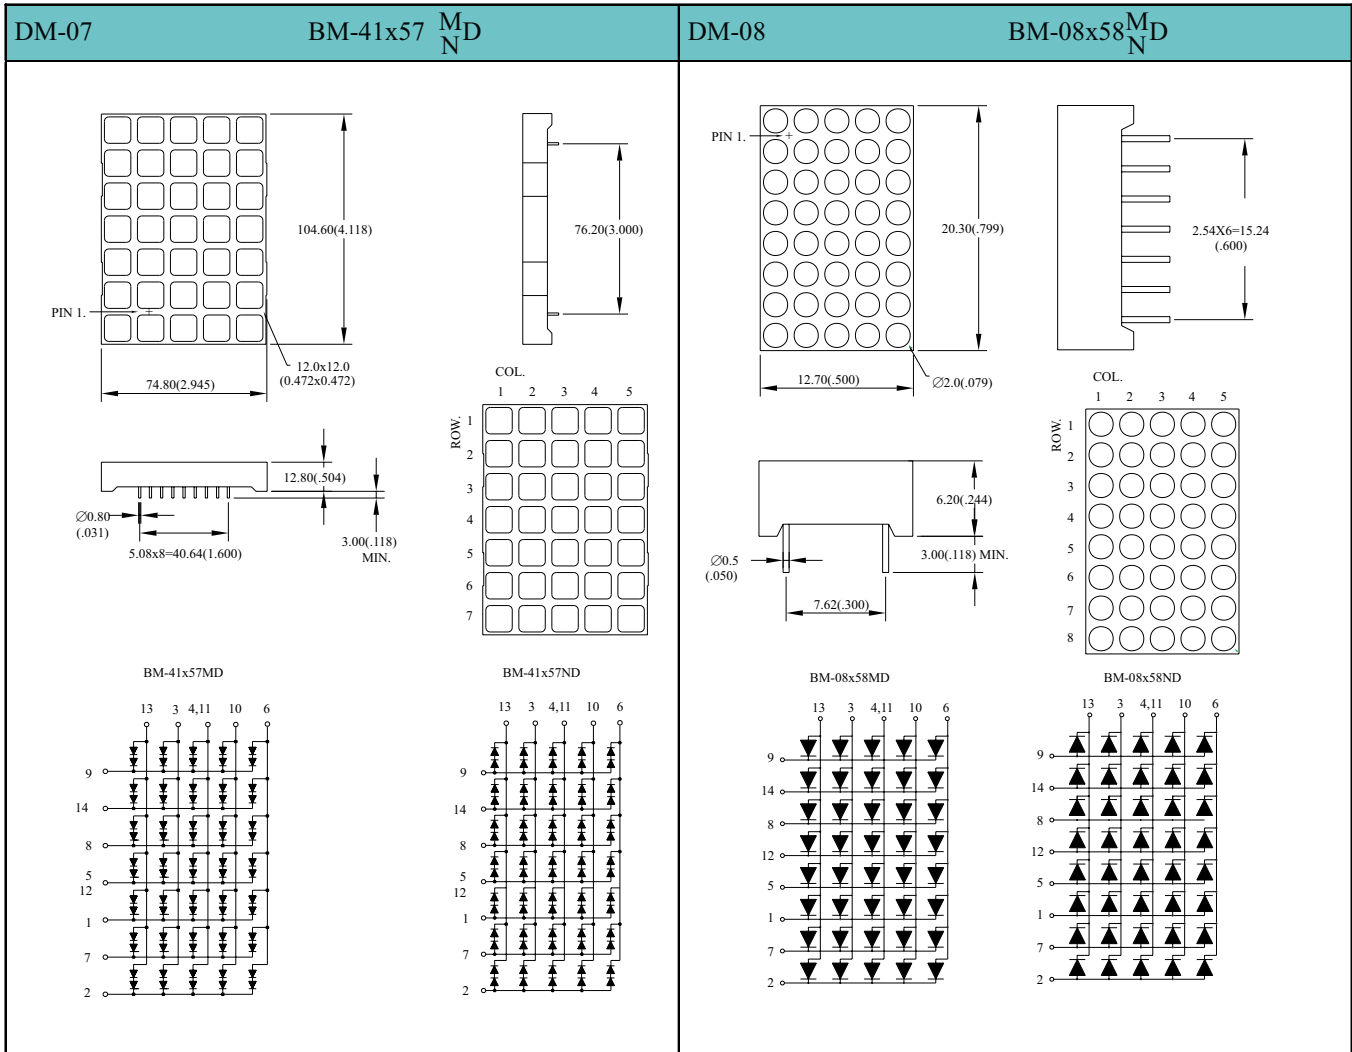 DM-07 BM-41x57 M
N D
DM-08 BM-08x58 M
N D
PIN 1.
104.60(4.118)
12.0x12.0
(0.472x0.472)
74.80(2.945)
76.20(3.000)
12.80(.504)
Ø0.80
(.031)
5.08x8=40.64(1.600)
3.00(.118)
MIN.
COL.
1 2 3 4 5
ROW.
1
2
3
4
5
6
7
BM-41x57MD
13 3 4,11 10 6
9
14
8
5
12
1
7
2
BM-41x57ND
13 3 4,11 10 6
9
14
8
5
12
1
7
2
PIN 1.
20.30(.799)
12.70(.500)
Ø2.0(.079)
2.54X6=15.24
(.600)
6.20(.244)
Ø0.5
(.050)
3.00(.118) MIN.
7.62(.300)
COL.
1 2 3 4 5
ROW.
1
2
3
4
5
6
7
8
BM-08x58MD
13 3 4,11 10 6
9
14
8
12
5
1
7
2
BM-08x58ND
13 3 4,11 10 6
9
14
8
12
5
1
7
2